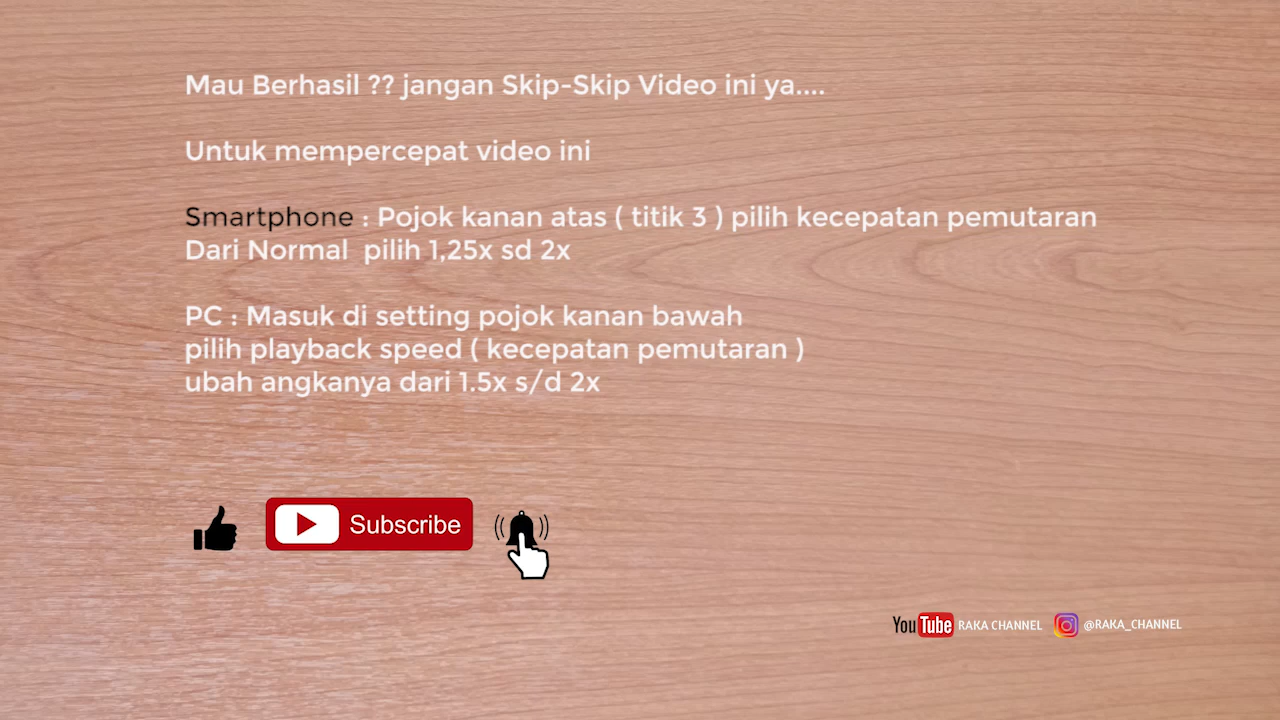 Mau Berhasil ?? jangan Skip-Skip Video ini ya....
Untuk mempercepat video ini
Smartphone : Pojok kanan atas ( titik 3 ) pilih kecepatan pemutaran
Dari Normal pilih 1,25x sd 2x
PC : Masuk di setting pojok kanan bawah
pilih playback speed ( kecepatan pemutaran )
ubah angkanya dari 1.5x s/d 2x
Subscribe
YouTube RAKA CHANNEL @RAKA_CHANNEL